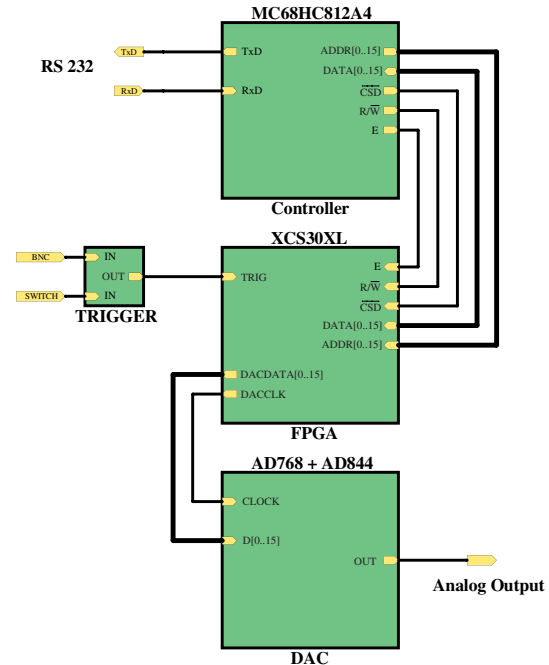 MC68HC812A4
TxD TxD ADDR[0..15]
RS 232 DATA[0..15]
RxD RxD CSD
R/W
E
Controller
XCS30XL
BNC IN E
OUT TRIG R/W
SWITCH IN CSD
TRIGGER DATA[0..15]
ADDR[0..15]
DACDATA[0..15]
DACCLK
FPGA
AD768 + AD844
CLOCK
D[0..15]
OUT
Analog Output
DAC